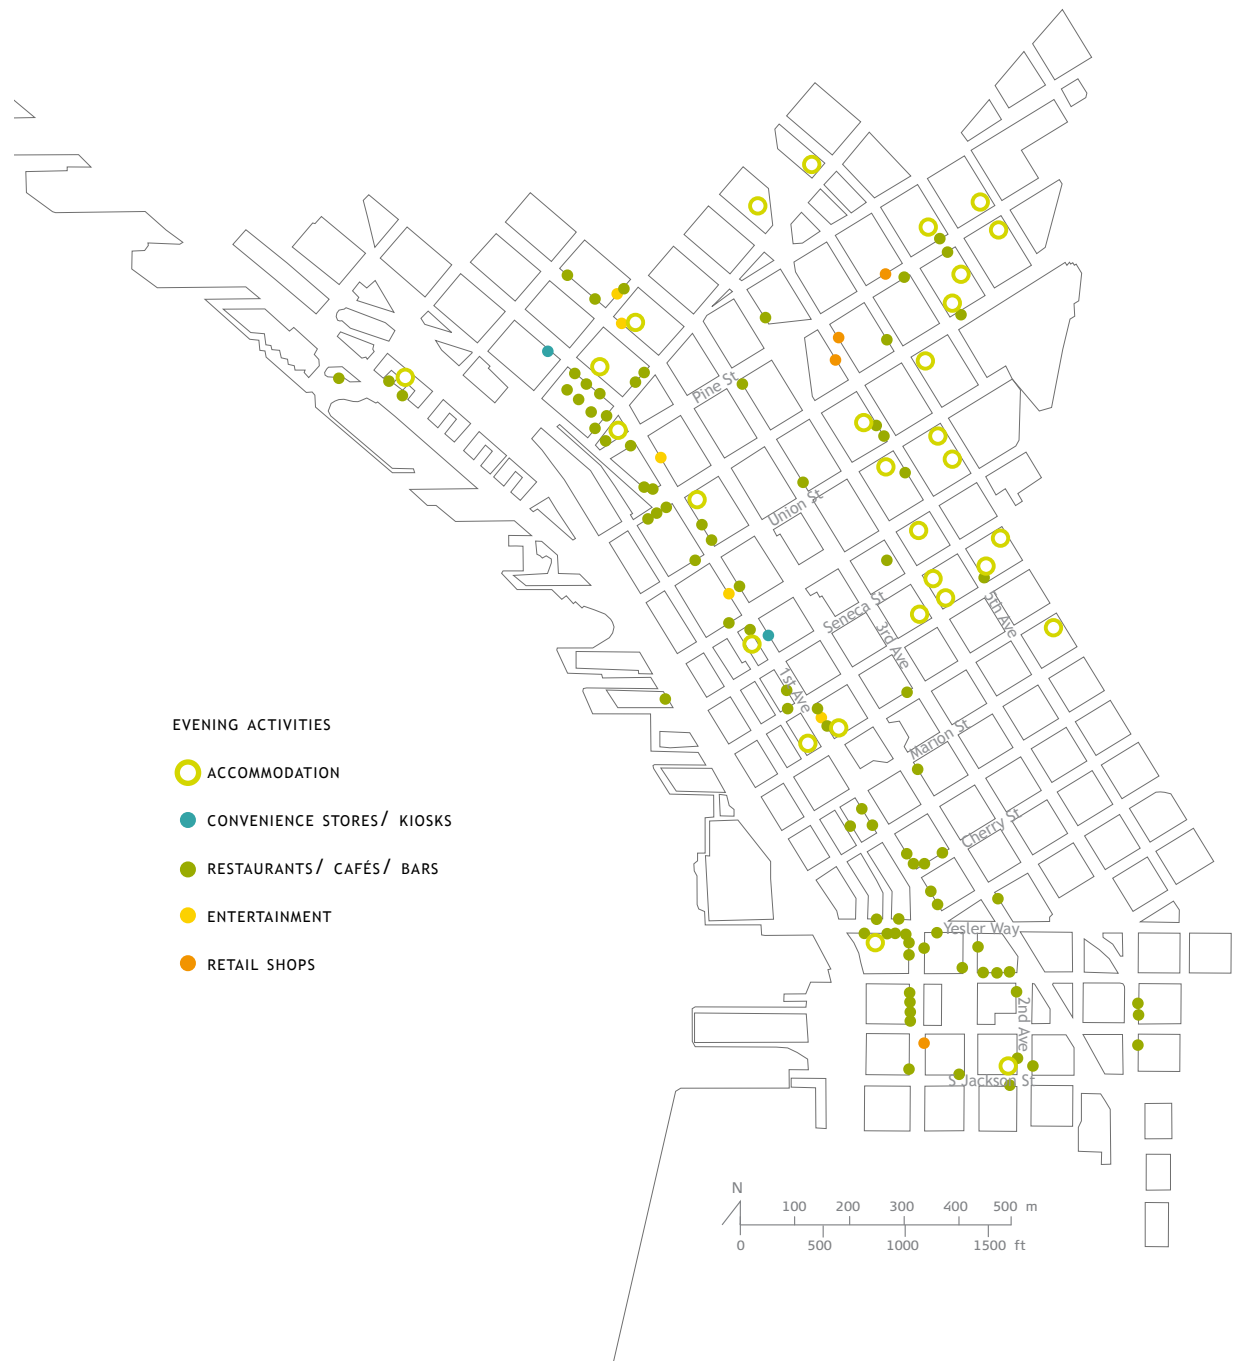 Pine St
Union St
Seneca St
5th Ave
3rd Ave
1st Ave
Marion St
Cherry St
Yesler Way
2nd Ave
S Jackson St
EVENING ACTIVITIES
ACCOMMODATION
CONVENIENCE STORES/ KIOSKS
RESTAURANTS/ CAFÉS/ BARS
ENTERTAINMENT
RETAIL SHOPS
N
100 200 300 400 500 m
0 500 1000 1500 ft